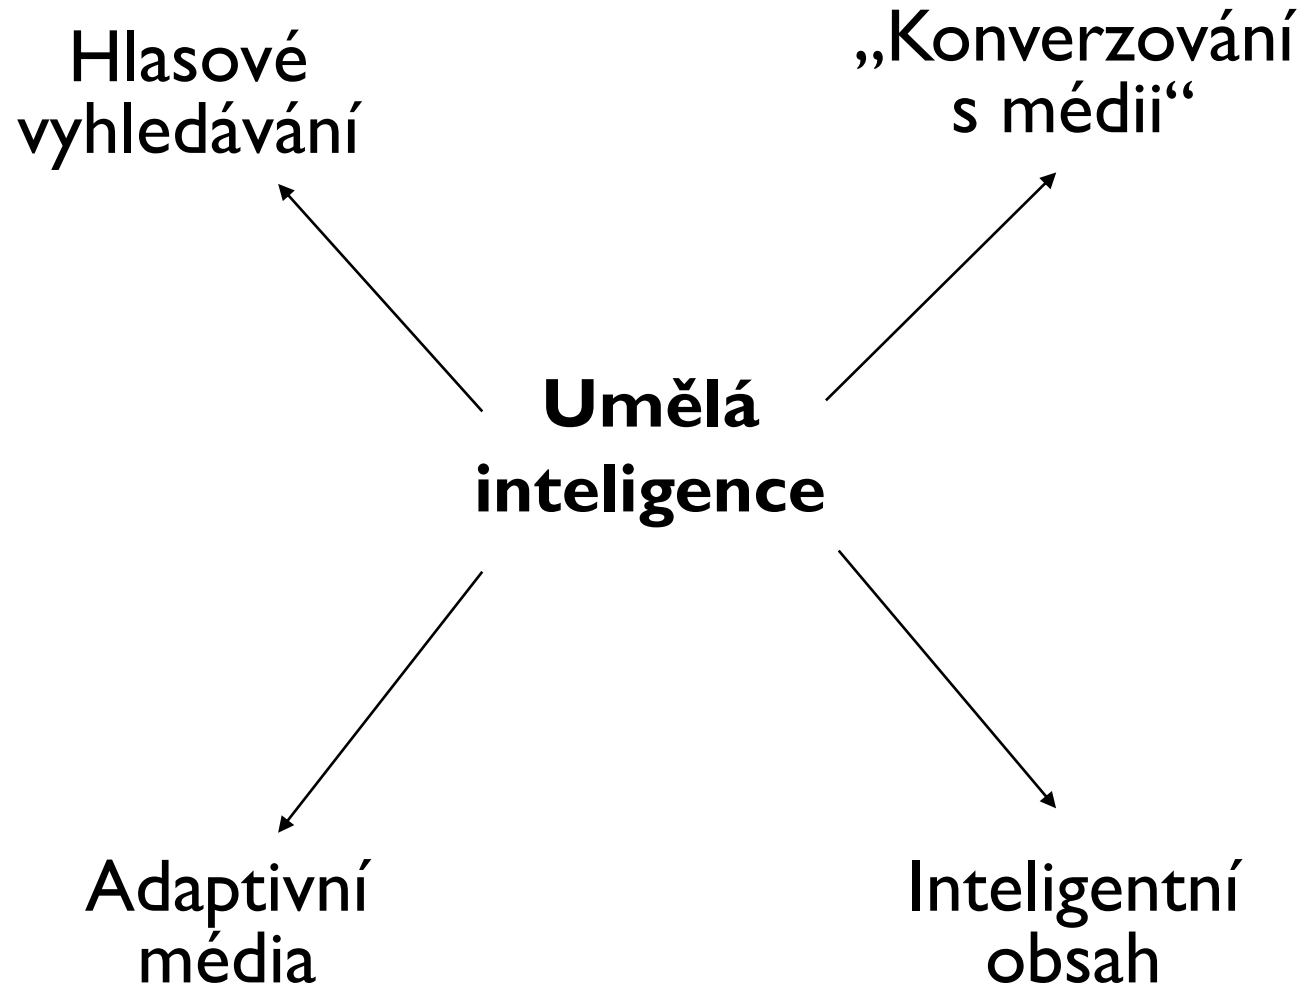 Hlasové
vyhledávání
„Konverzování
s médii“
Umělá
inteligence
Adaptivní
média
Inteligentní
obsah